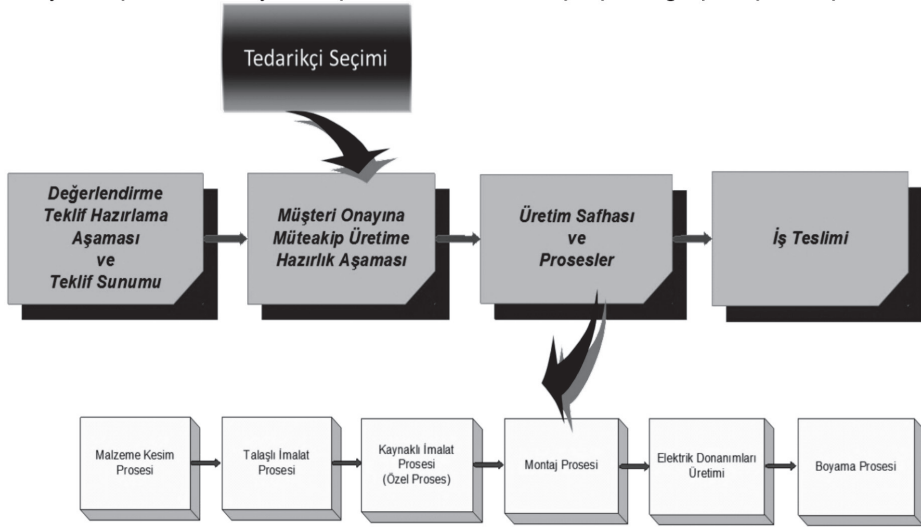 Tedarikçi Seçimi
Değerlendirme
Teklif Hazırlama
Aşaması
ve
Teklif Sunumu
Müşteri Onayına
Müteakip Üretime
Hazırlık Aşaması
Üretim Safhası
ve
Prosesler
İş Teslimi
Malzeme Kesim
Prosesi
Talaşlı İmalat
Prosesi
Kaynaklı İmalat
Prosesi
(Özel Proses)
Montaj Prosesi
Elektrik Donanımları
Üretimi
Boyama Prosesi